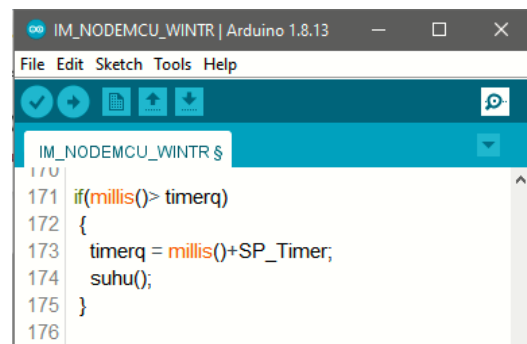 IM_NODEMCU_WINTR | Arduino 1.8.13
File Edit Sketch Tools Help
IM_NODEMCU_WINTR §
170
171 if(millis()> timerq)
172 {
173 timerq = millis()+SP_Timer;
174 suhu();
175 }
176